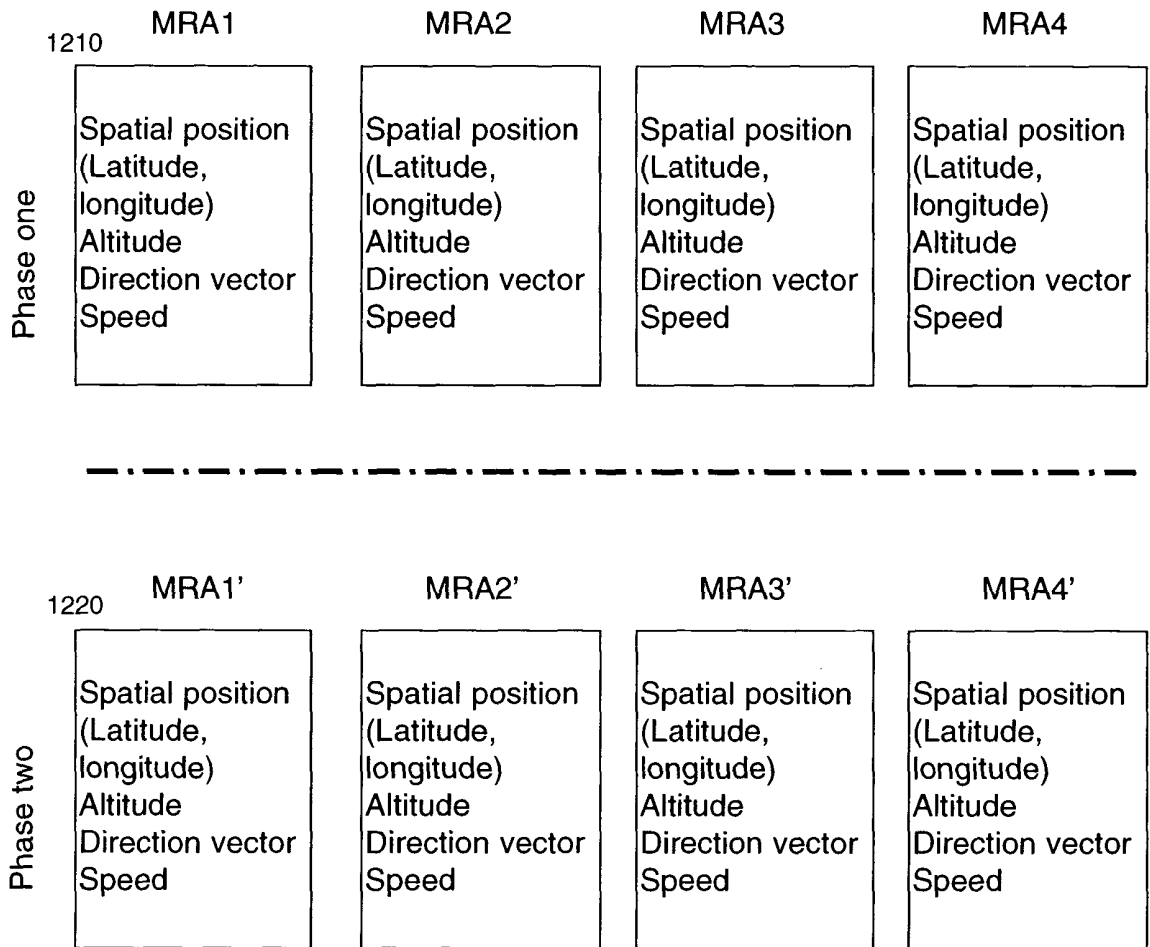 MRA1 MRA2 MRA3 MRA4
1210
Phase one
Spatial position
(Latitude,
longitude)
Altitude
Direction vector
Speed
Spatial position
(Latitude,
longitude)
Altitude
Direction vector
Speed
Spatial position
(Latitude,
longitude)
Altitude
Direction vector
Speed
Spatial position
(Latitude,
longitude)
Altitude
Direction vector
Speed
MRA1' MRA2' MRA3' MRA4'
1220
Phase two
Spatial position
(Latitude,
longitude)
Altitude
Direction vector
Speed
Spatial position
(Latitude,
longitude)
Altitude
Direction vector
Speed
Spatial position
(Latitude,
longitude)
Altitude
Direction vector
Speed
Spatial position
(Latitude,
longitude)
Altitude
Direction vector
Speed